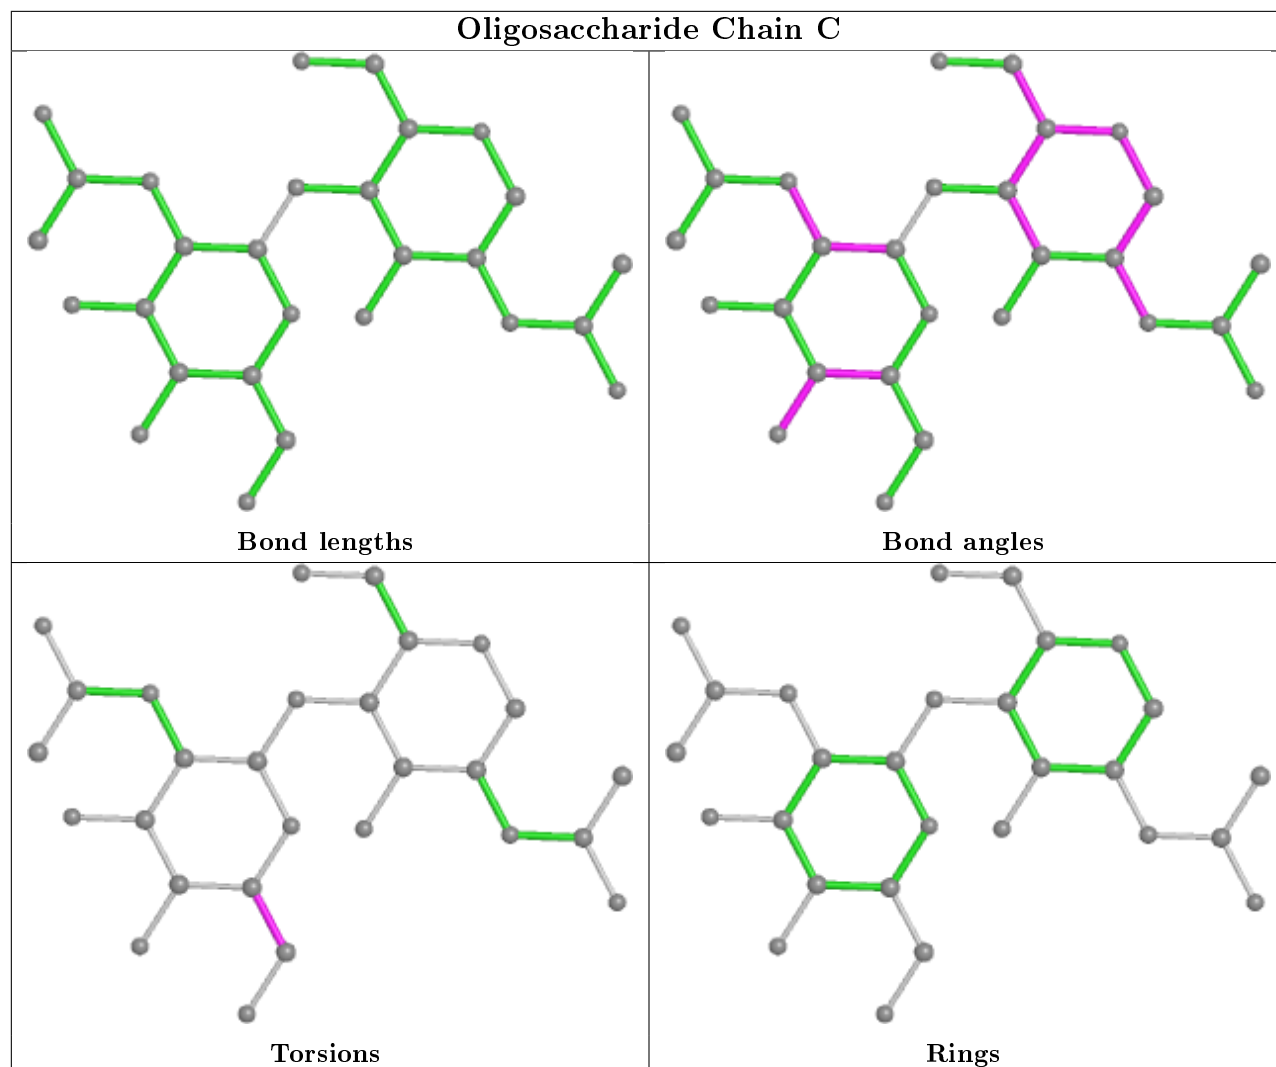 Oligosaccharide Chain C
Bond lengths
Bond angles
Torsions
Rings